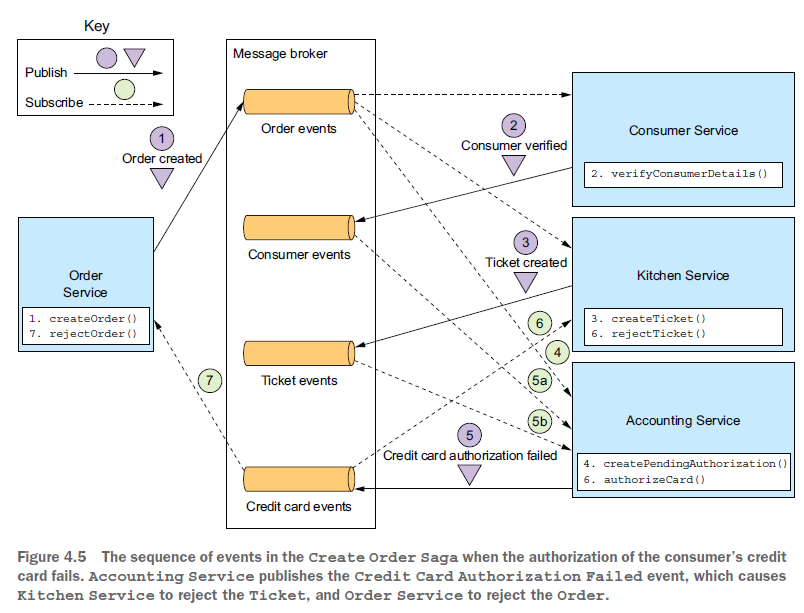 Key
Publish
Subscribe
Message broker
Order events
Consumer Service
2. verifyConsumerDetails()
2
Consumer verified
1
Order created
Consumer events
3
Ticket created
Kitchen Service
3. createTicket()
6. rejectTicket()
Order
Service
1. createOrder()
7. rejectOrder()
6
4
Ticket events
7
5a
5b
Accounting Service
4. createPendingAuthorization()
6. authorizeCard()
5
Credit card authorization failed
Credit card events
Figure 4.5 The sequence of events in the Create Order Saga when the authorization of the consumer's credit
card fails. Accounting Service publishes the Credit Card Authorization Failed event, which causes
Kitchen Service to reject the Ticket, and Order Service to reject the Order.